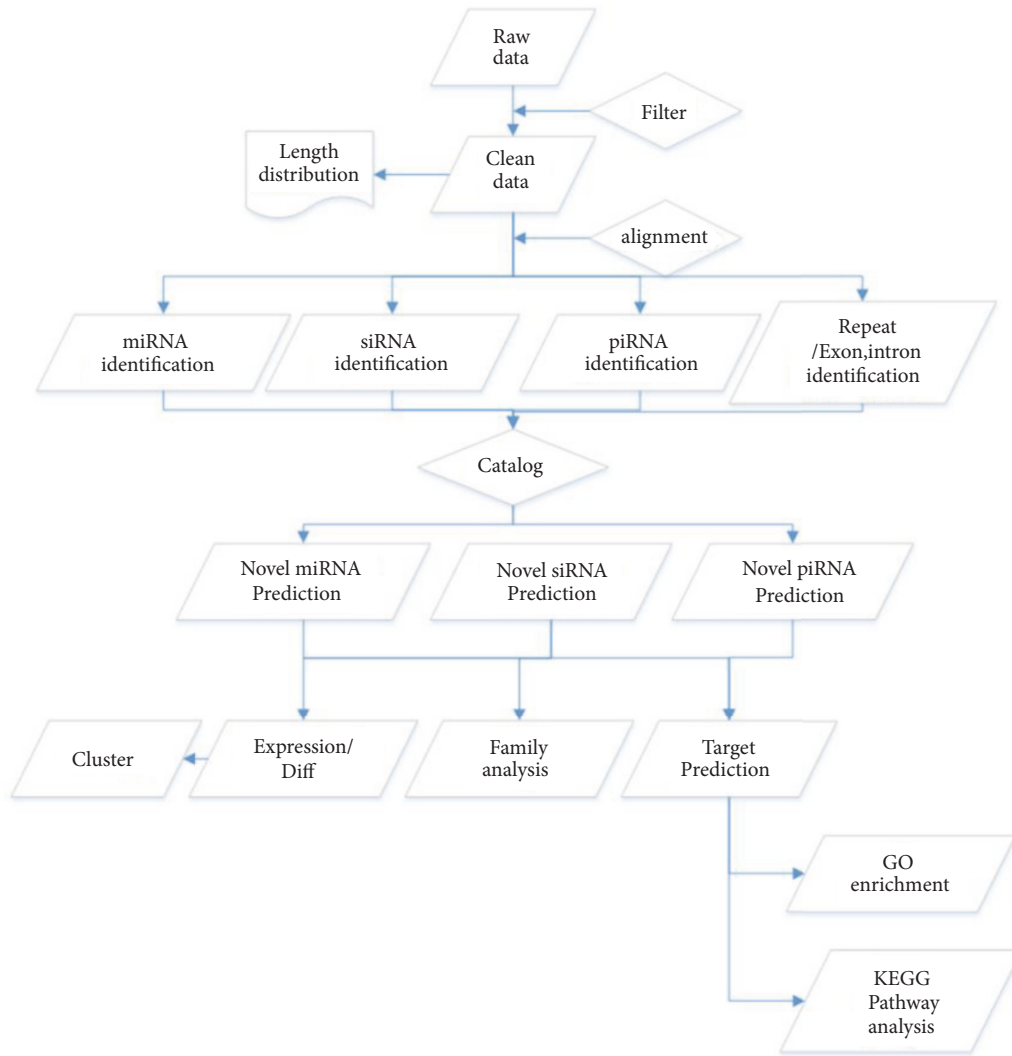 Raw
data
Filter
Length
distribution
Clean
data
alignment
miRNA
identification
siRNA
identification
piRNA
identification
Repeat
/Exon,intron
identification
Catalog
Novel miRNA
Prediction
Novel siRNA
Prediction
Novel piRNA
Prediction
Cluster
Expression/
Diff
Family
analysis
Target
Prediction
GO
enrichment
KEGG
Pathway
analysis